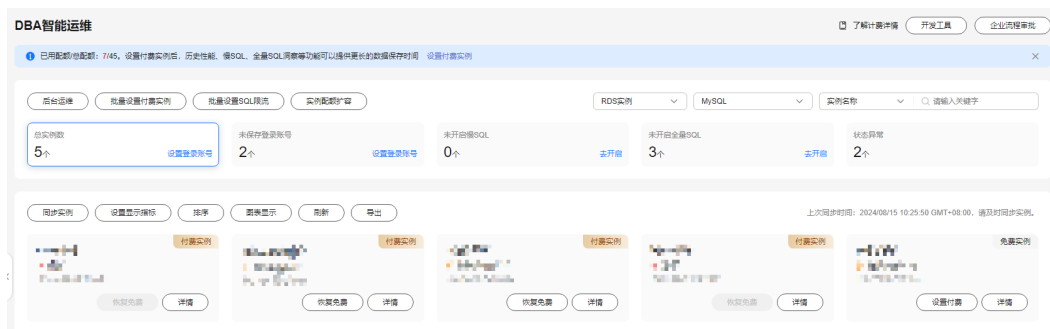 DBA智能运维 了解计费详情 开发工具 企业流程审批
已用配额/总配额：7/45。设置付费实例后，历史性能、慢SQL、全量SQL洞察等功能可以提供更长的数据保存时间 设置付费实例
后台运维 批量设置付费实例 批量设置SQL限流 实例配额扩容 RDS实例 MySQL 实例名称 请输入关键字
总实例数 未保存登录账号 未开启慢SQL 未开启全量SQL 状态异常
5个 设置登录账号 2个 设置登录账号 0个 去开启 3个 去开启 2个
同步实例 设置显示指标 排序 图表显示 刷新 导出 上次同步时间：2024/08/15 10:25:50 GMT+08:00，请及时同步实例。
付费实例 付费实例 付费实例 付费实例 免费实例
恢复免费 详情 恢复免费 详情 恢复免费 详情 恢复免费 详情 设置付费 详情